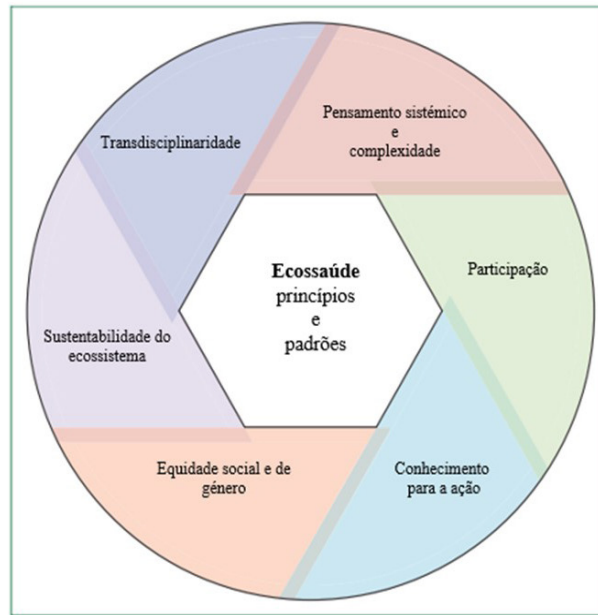 Transdisciplinaridade
Pensamento sistémico
e
complexidade
Participação
Conhecimento
para a ação
Equidade social e de
género
Sustentabilidade do
ecossistema
Ecossaúde
princípios
e
padrões